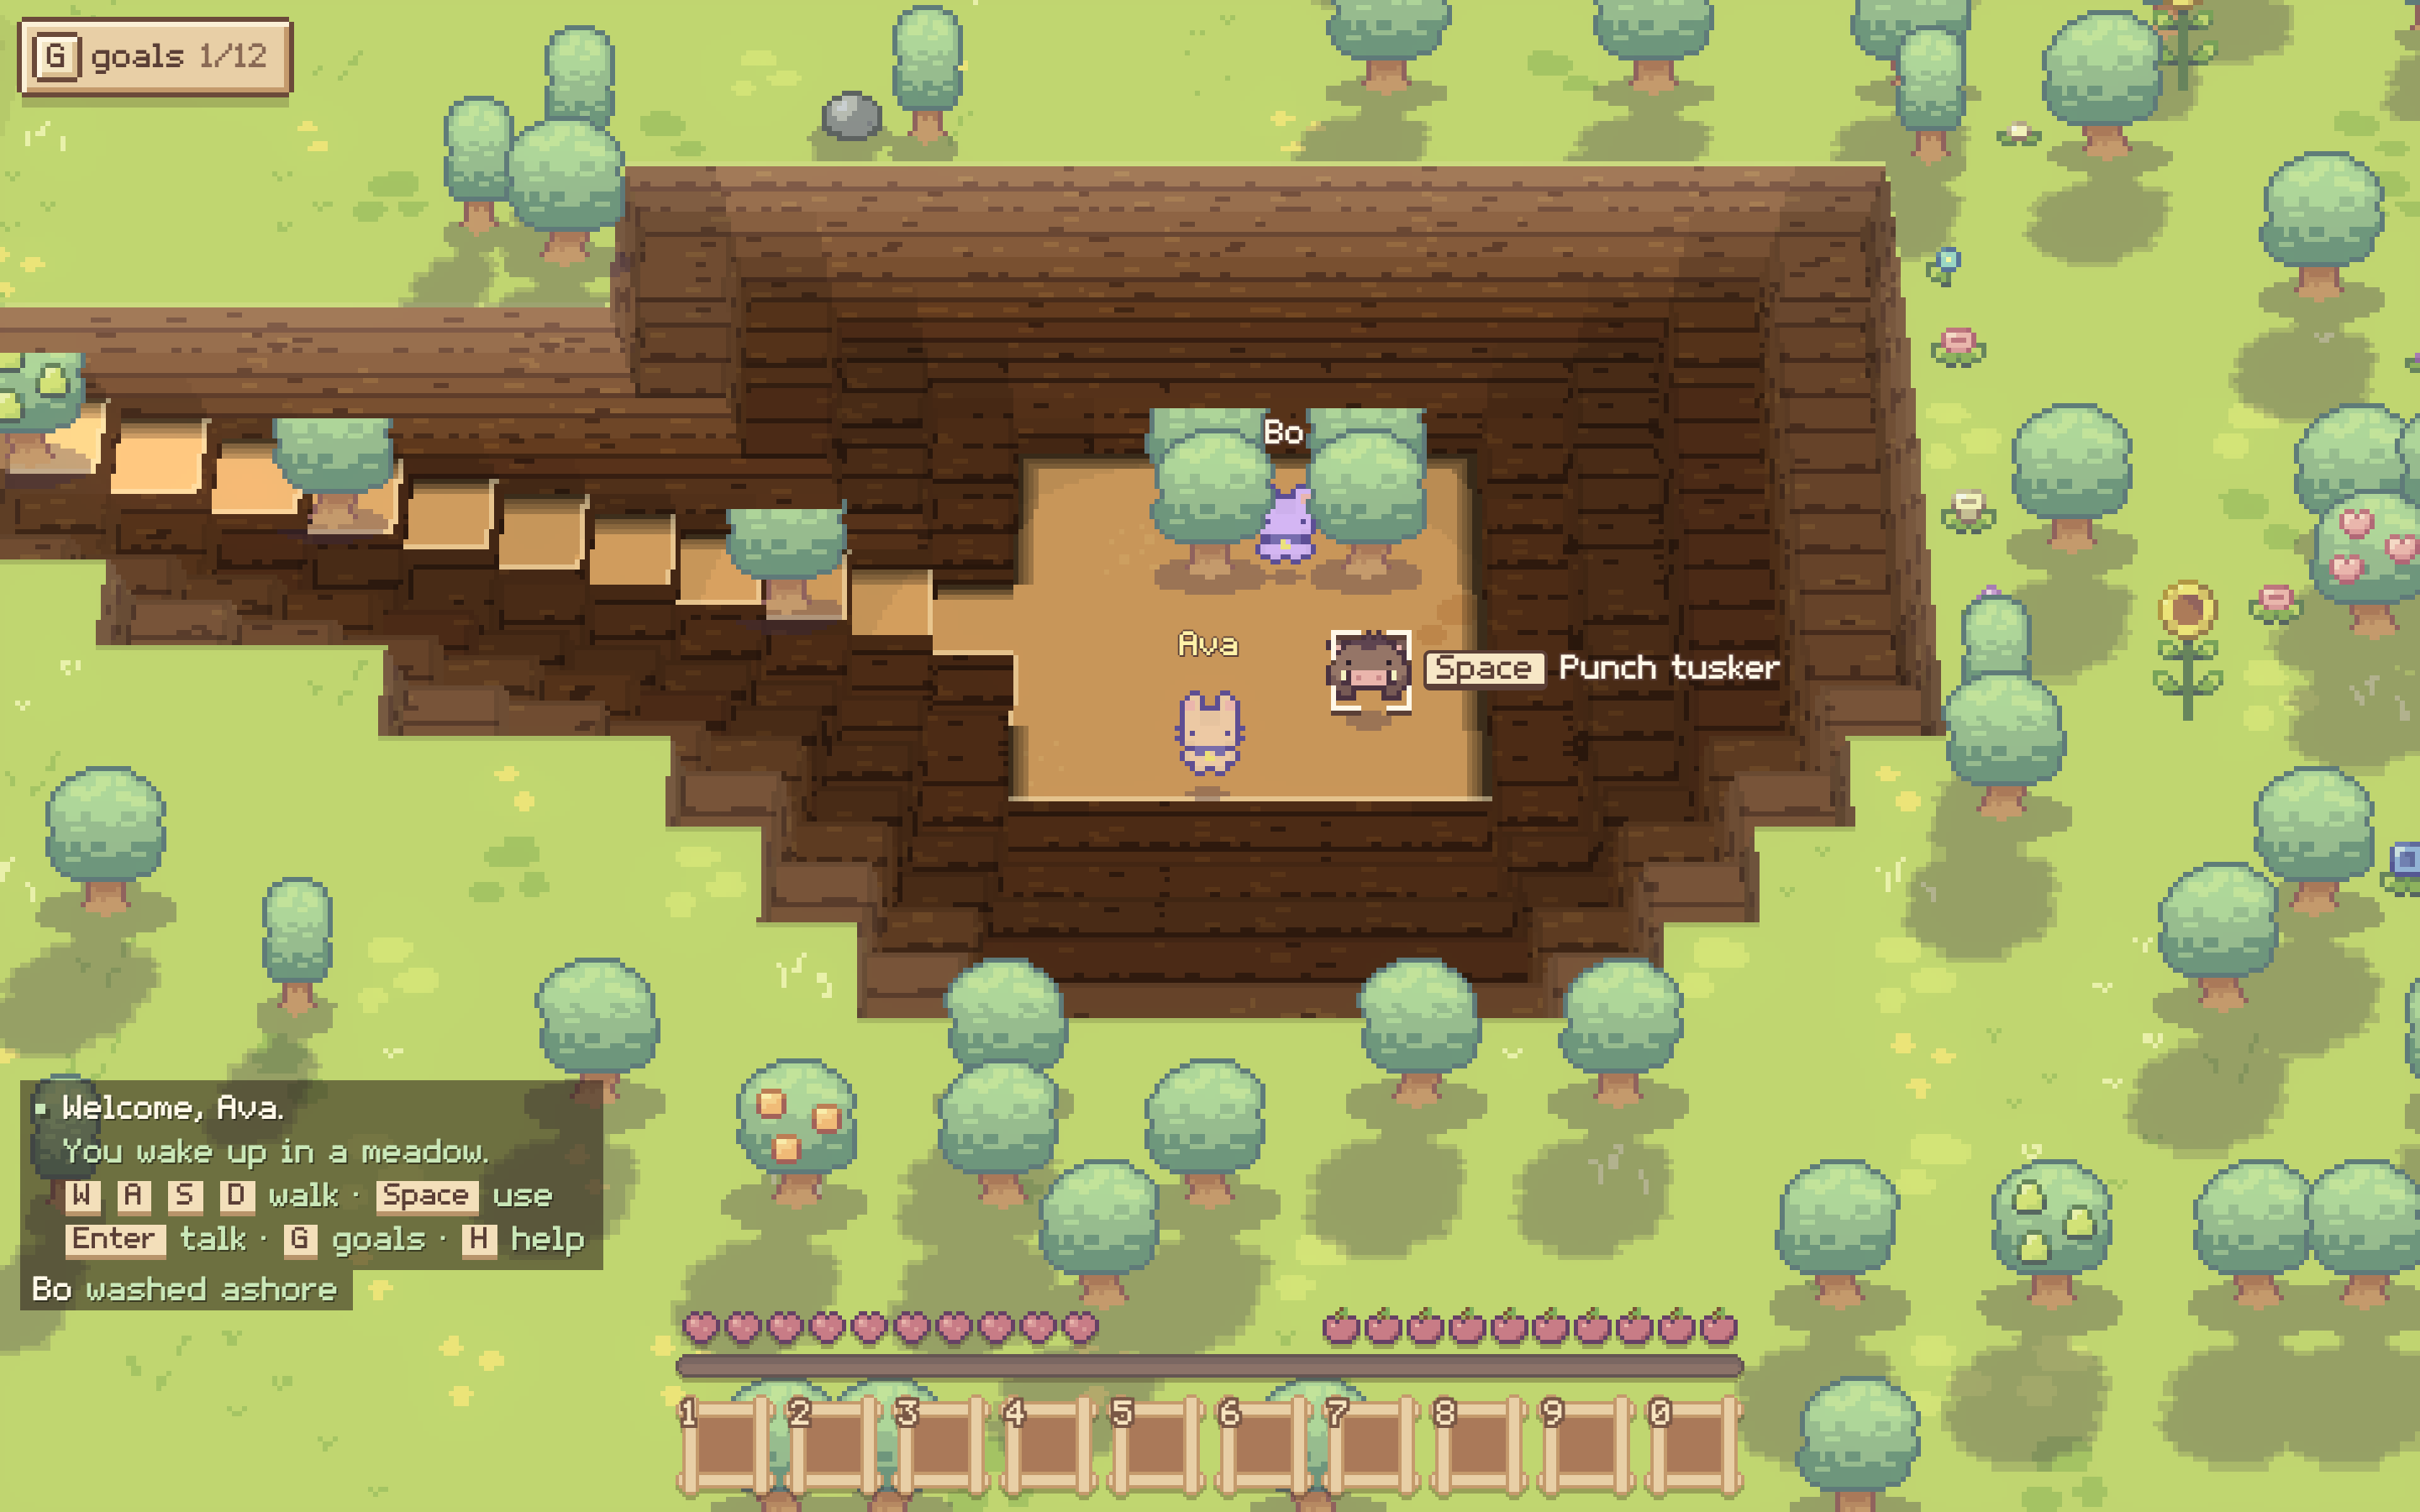 G goals 1/12
Bo
Ava
Space Punch tusker
Welcome, Ava.
You wake up in a meadow.
W A S D walk · Space use
Enter talk · G goals · H help
Bo washed ashore
1 2 3 4 5 6 7 8 9 0